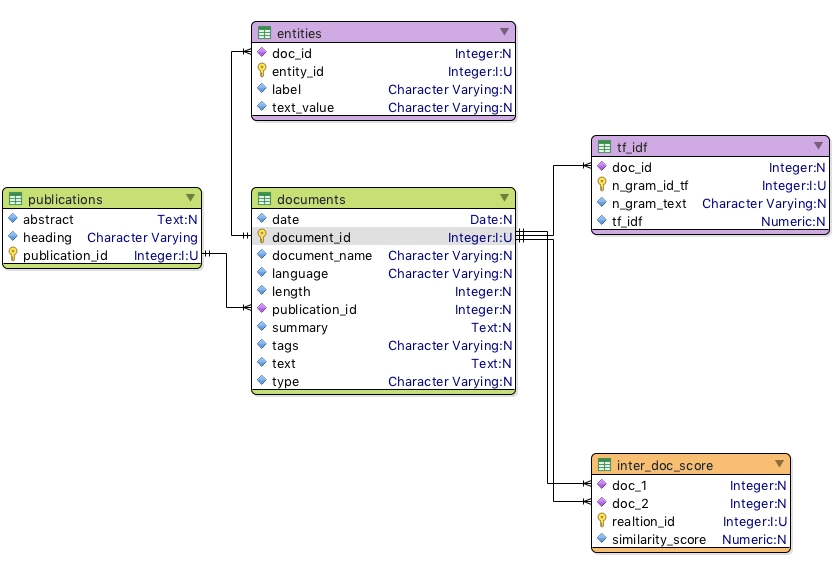 entities
doc_id Integer:N
entity_id Integer:I:U
label Character Varying:N
text_value Character Varying:N
tf_idf
doc_id Integer:N
n_gram_id_tf Integer:I:U
n_gram_text Character Varying:N
tf_idf Numeric:N
publications
abstract Text:N
heading Character Varying
publication_id Integer:I:U
documents
date Date:N
document_id Integer:I:U
document_name Character Varying:N
language Character Varying:N
length Integer:N
publication_id Integer:N
summary Text:N
tags Character Varying:N
text Text:N
type Character Varying:N
inter_doc_score
doc_1 Integer:N
doc_2 Integer:N
realtion_id Integer:I:U
similarity_score Numeric:N